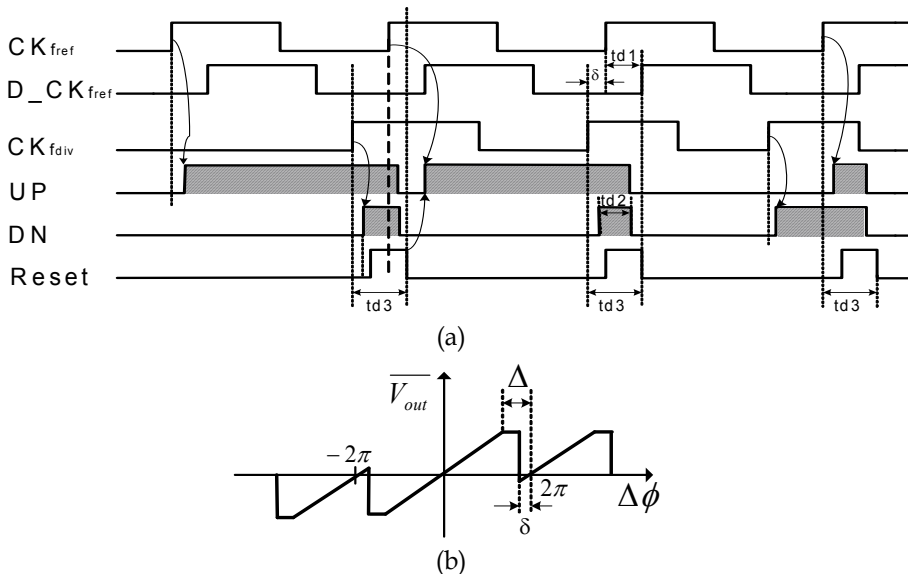 CKfref
td1
δ
D_CKfref
CKfdiv
UP
td2
DN
Reset
td3 td3 td3
(a)
Vout Δ
−2π
2π Δϕ
δ
(b)